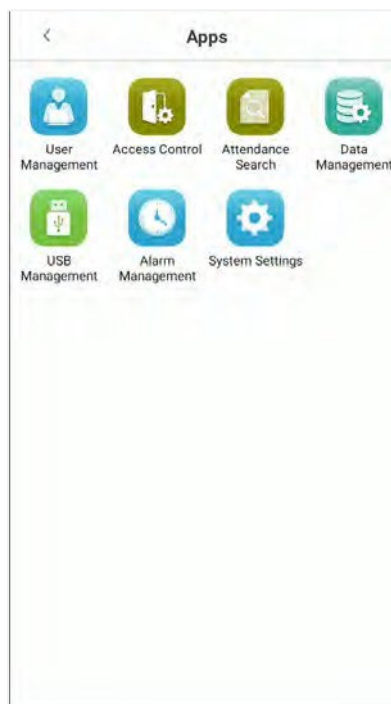 Apps
User
Management
Access Control
Attendance
Search
Data
Management
USB
Management
Alarm
Management
System Settings